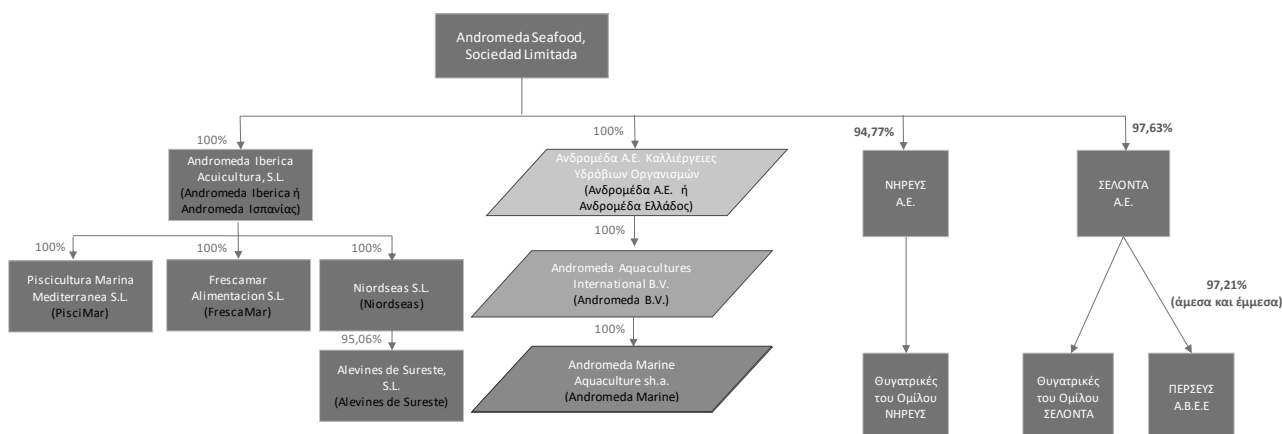 Andromeda Seafood,
Sociedad Limitada
100%
100%
94,77%
97,63%
Andromeda Iberica
Acuicultura, S.L.
(Andromeda Iberica ή
Andromeda Ισπανίας)
Ανδρομέδα Α.Ε. Καλλιέργειες
Υδρόβιων Οργανισμών
(Ανδρομέδα Α.Ε. ή
Ανδρομέδα Ελλάδος)
ΝΗΡΕΥΣ
Α.Ε.
ΣΕΛΟΝΤΑ
Α.Ε.
100%
100%
100%
100%
Piscicultura Marina
Mediterranea S.L.
(PisciMar)
Frescamar
Alimentacion S.L.
(FrescaMar)
Niordseas S.L.
(Niordseas)
Andromeda Aquacultures
International B.V.
(Andromeda B.V.)
97,21%
(άμεσα και έμμεσα)
95,06%
100%
Alevines de Sureste,
S.L.
(Alevines de Sureste)
Andromeda Marine
Aquaculture sh.a.
(Andromeda Marine)
Θυγατρικές
του Ομίλου
ΝΗΡΕΥΣ
Θυγατρικές
του Ομίλου
ΣΕΛΟΝΤΑ
ΠΕΡΣΕΥΣ
Α.Β.Ε.Ε